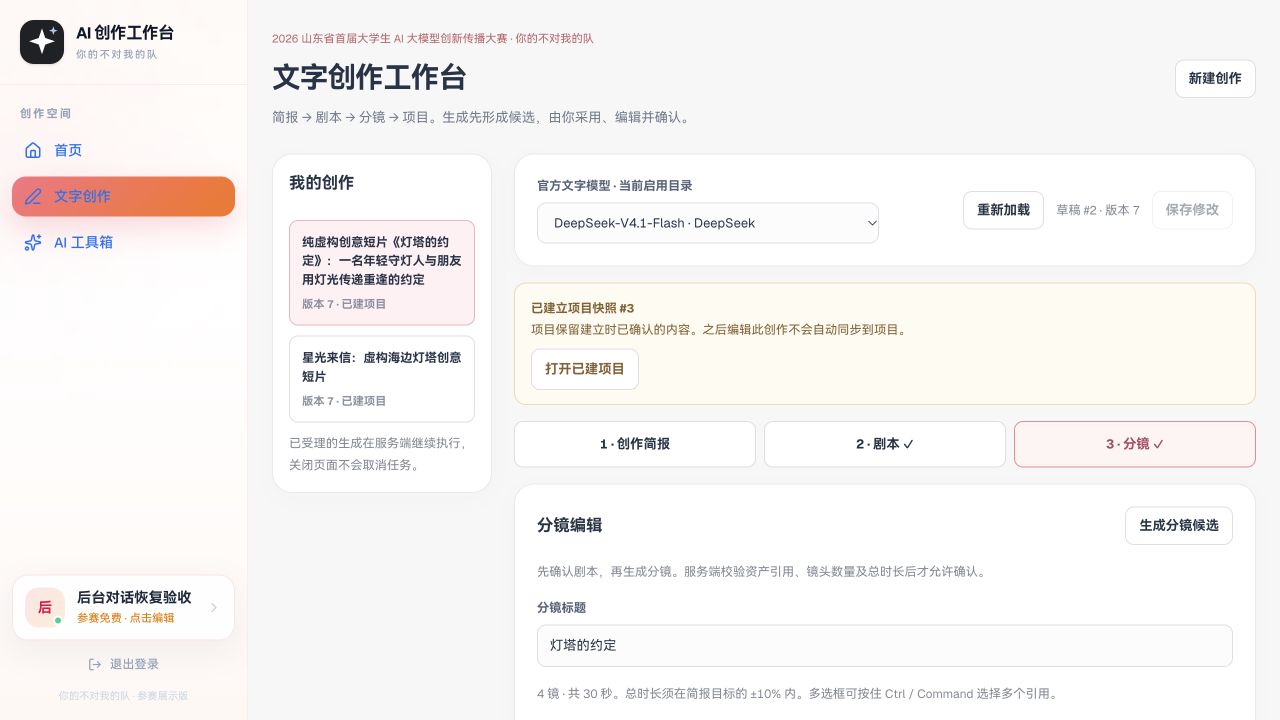 AI 创作工作台
你的不对我的队
创作空间
首页
文字创作
AI 工具箱
后
后台对话恢复验收
参赛免费 · 点击编辑
退出登录
你的不对我的队 · 参赛展示版
2026 山东省首届大学生 AI 大模型创新传播大赛 · 你的不对我的队
文字创作工作台
简报 → 剧本 → 分镜 → 项目。生成先形成候选，由你采用、编辑并确认。
新建创作
我的创作
纯虚构创意短片《灯塔的约
定》：一名年轻守灯人与朋友
用灯光传递重逢的约定
版本 7 · 已建项目
星光来信：虚构海边灯塔创意
短片
版本 7 · 已建项目
已受理的生成在服务端继续执行，
关闭页面不会取消任务。
官方文字模型 · 当前启用目录
DeepSeek-V4.1-Flash · DeepSeek
重新加载
草稿 #2 · 版本 7
保存修改
已建立项目快照 #3
项目保留建立时已确认的内容。之后编辑此创作不会自动同步到项目。
打开已建项目
1 · 创作简报
2 · 剧本 ✓
3 · 分镜 ✓
分镜编辑
生成分镜候选
先确认剧本，再生成分镜。服务端校验资产引用、镜头数量及总时长后才允许确认。
分镜标题
灯塔的约定
4 镜 · 共 30 秒。总时长须在简报目标的 ±10% 内。多选框可按住 Ctrl / Command 选择多个引用。